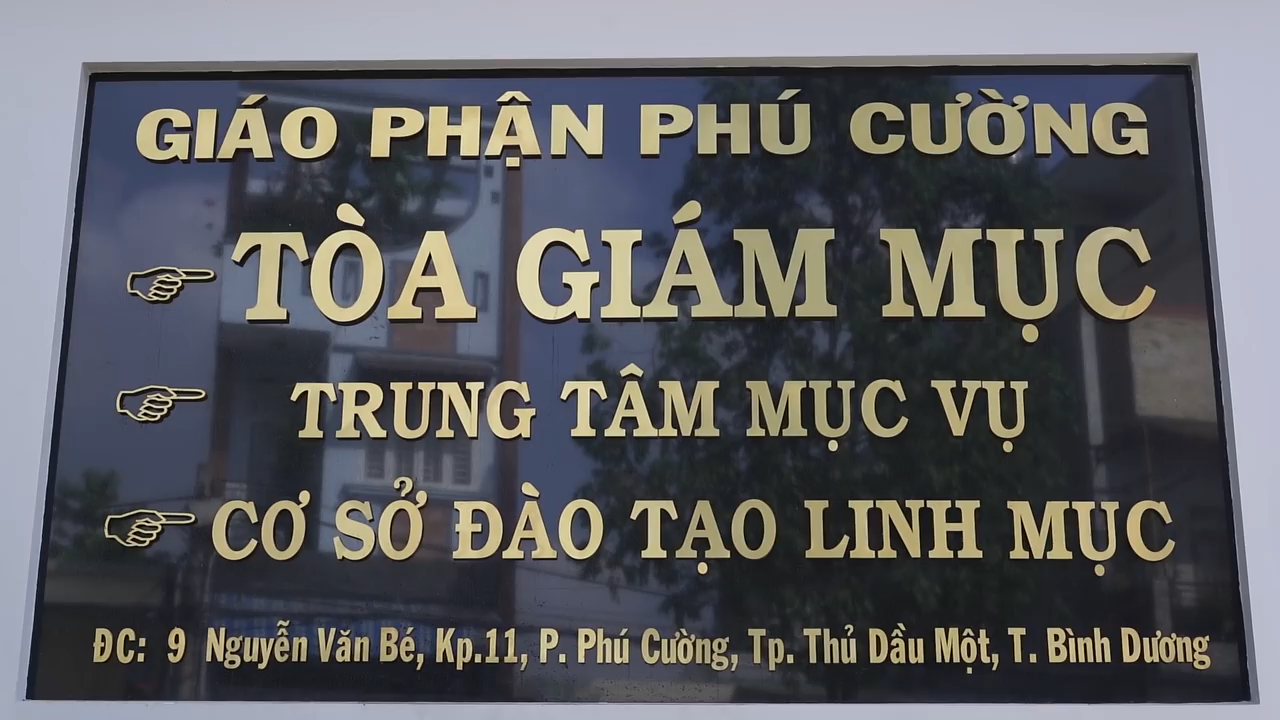 GIÁO PHẬN PHÚ CƯỜNG
TÒA GIÁM MỤC
TRUNG TÂM MỤC VỤ
CƠ SỞ ĐÀO TẠO LINH MỤC
ĐC: 9 Nguyễn Văn Bé, Kp.11, P. Phú Cường, Tp. Thủ Dầu Một, T. Bình Dương